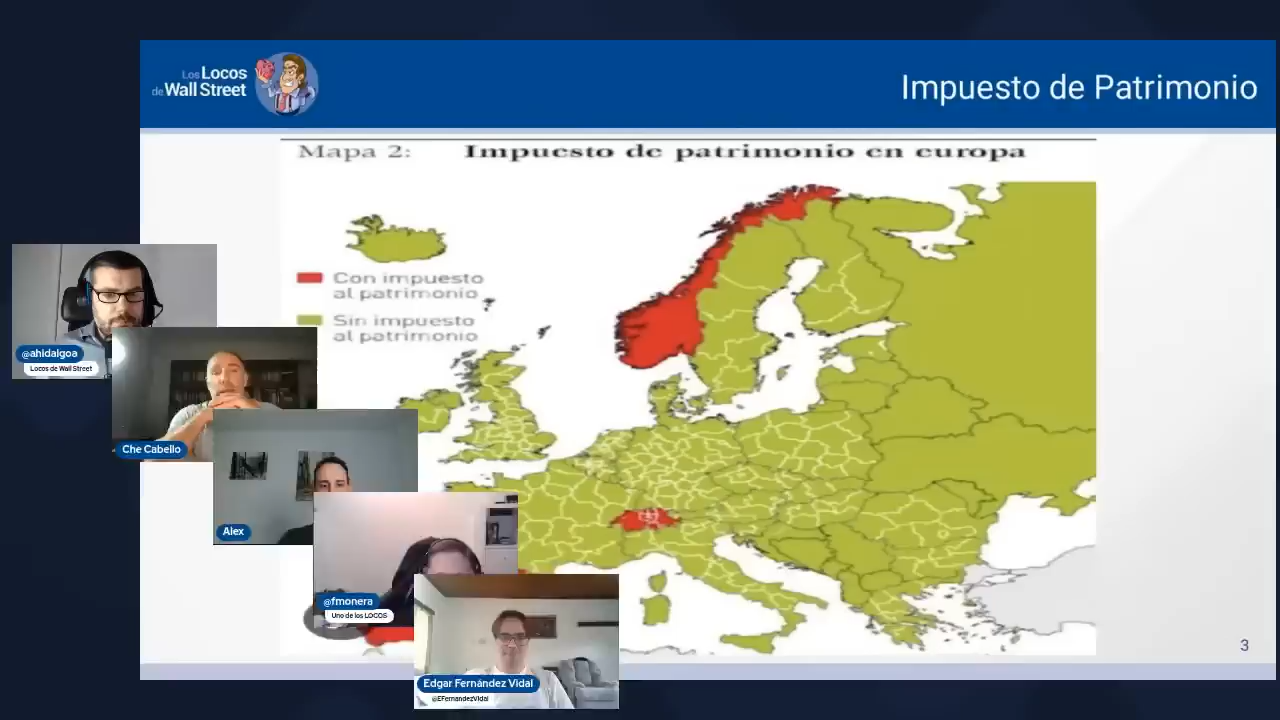 Los Locos
de Wall Street
Impuesto de Patrimonio
Mapa 2: Impuesto de patrimonio en europa
Con impuesto
al patrimonio
Sin impuesto
al patrimonio
@ahidalgoa
Locos de Wall Street
Che Cabello
Alex
@fmonera
Uno de los LOCOS
Edgar Fernández Vidal
@EFernandezVidal
3